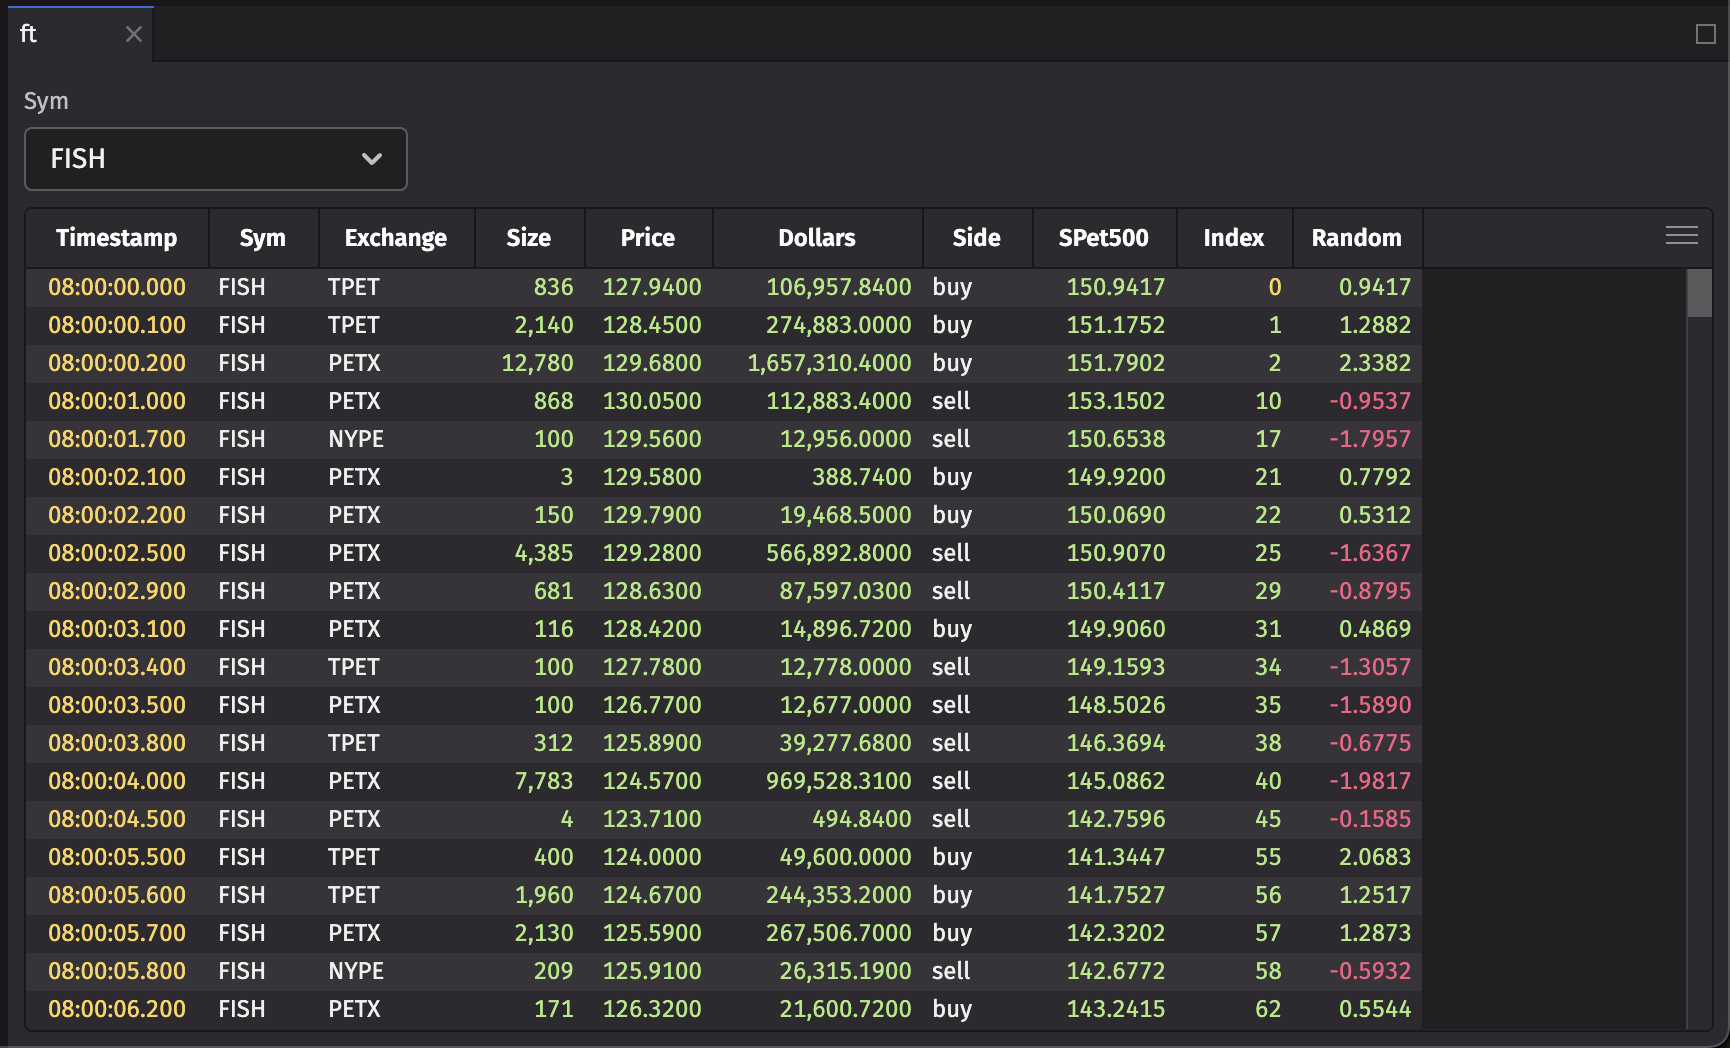 ft
Sym
FISH
Timestamp Sym Exchange Size Price Dollars Side SPet500 Index Random
08:00:00.000 FISH TPET 836 127.9400 106,957.8400 buy 150.9417 0 0.9417
08:00:00.100 FISH TPET 2,140 128.4500 274,883.0000 buy 151.1752 1 1.2882
08:00:00.200 FISH PETX 12,780 129.6800 1,657,310.4000 buy 151.7902 2 2.3382
08:00:01.000 FISH PETX 868 130.0500 112,883.4000 sell 153.1502 10 -0.9537
08:00:01.700 FISH NYPE 100 129.5600 12,956.0000 sell 150.6538 17 -1.7957
08:00:02.100 FISH PETX 3 129.5800 388.7400 buy 149.9200 21 0.7792
08:00:02.200 FISH PETX 150 129.7900 19,468.5000 buy 150.0690 22 0.5312
08:00:02.500 FISH PETX 4,385 129.2800 566,892.8000 sell 150.9070 25 -1.6367
08:00:02.900 FISH PETX 681 128.6300 87,597.0300 sell 150.4117 29 -0.8795
08:00:03.100 FISH PETX 116 128.4200 14,896.7200 buy 149.9060 31 0.4869
08:00:03.400 FISH TPET 100 127.7800 12,778.0000 sell 149.1593 34 -1.3057
08:00:03.500 FISH PETX 100 126.7700 12,677.0000 sell 148.5026 35 -1.5890
08:00:03.800 FISH TPET 312 125.8900 39,277.6800 sell 146.3694 38 -0.6775
08:00:04.000 FISH PETX 7,783 124.5700 969,528.3100 sell 145.0862 40 -1.9817
08:00:04.500 FISH PETX 4 123.7100 494.8400 sell 142.7596 45 -0.1585
08:00:05.500 FISH TPET 400 124.0000 49,600.0000 buy 141.3447 55 2.0683
08:00:05.600 FISH TPET 1,960 124.6700 244,353.2000 buy 141.7527 56 1.2517
08:00:05.700 FISH PETX 2,130 125.5900 267,506.7000 buy 142.3202 57 1.2873
08:00:05.800 FISH NYPE 209 125.9100 26,315.1900 sell 142.6772 58 -0.5932
08:00:06.200 FISH PETX 171 126.3200 21,600.7200 buy 143.2415 62 0.5544